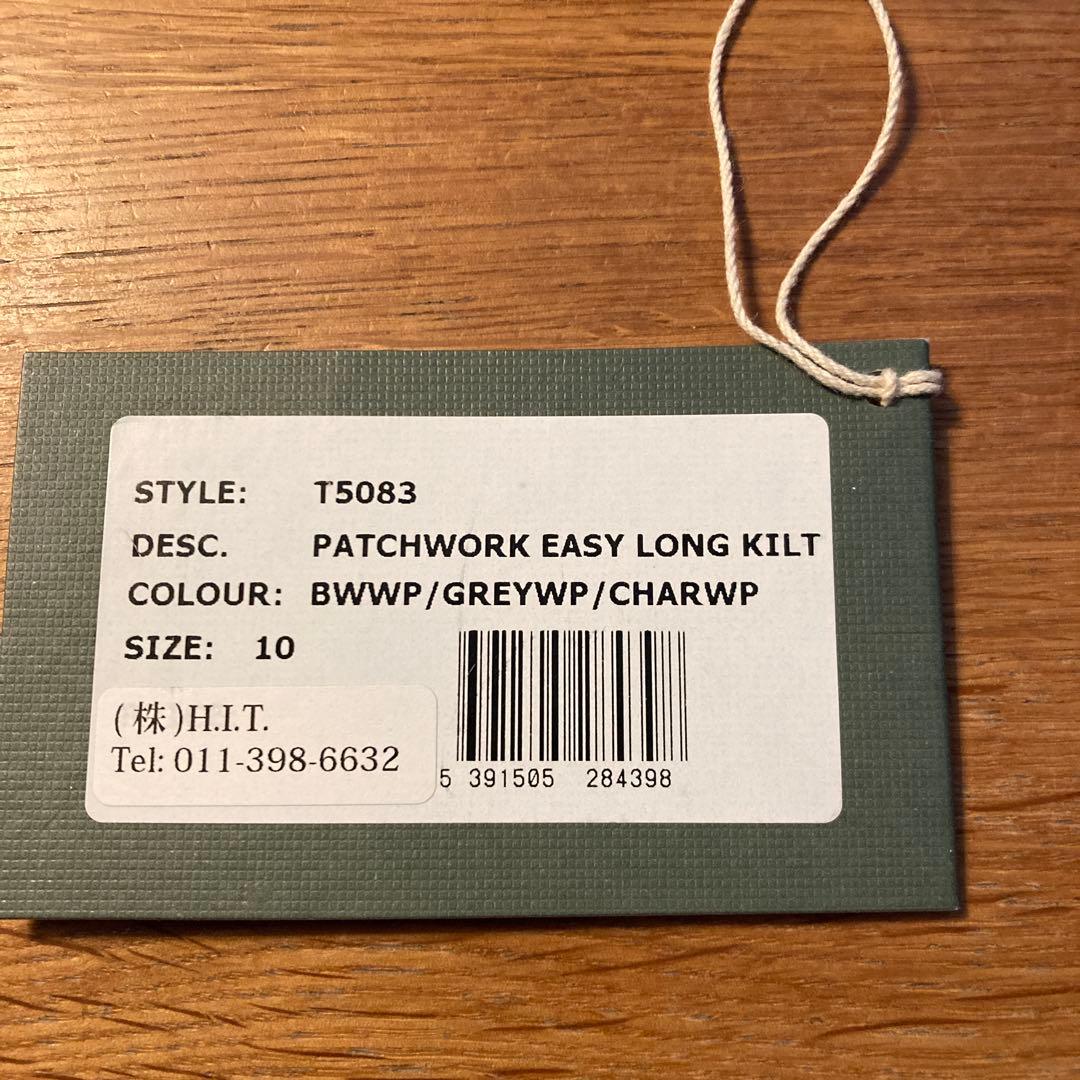 STYLE: T5083
DESC. PATCHWORK EASY LONG KILT
COLOUR: BWWP/GREYWP/CHARWP
SIZE: 10
(株)H.I.T.
Tel: 011-398-6632
5 391505 284398